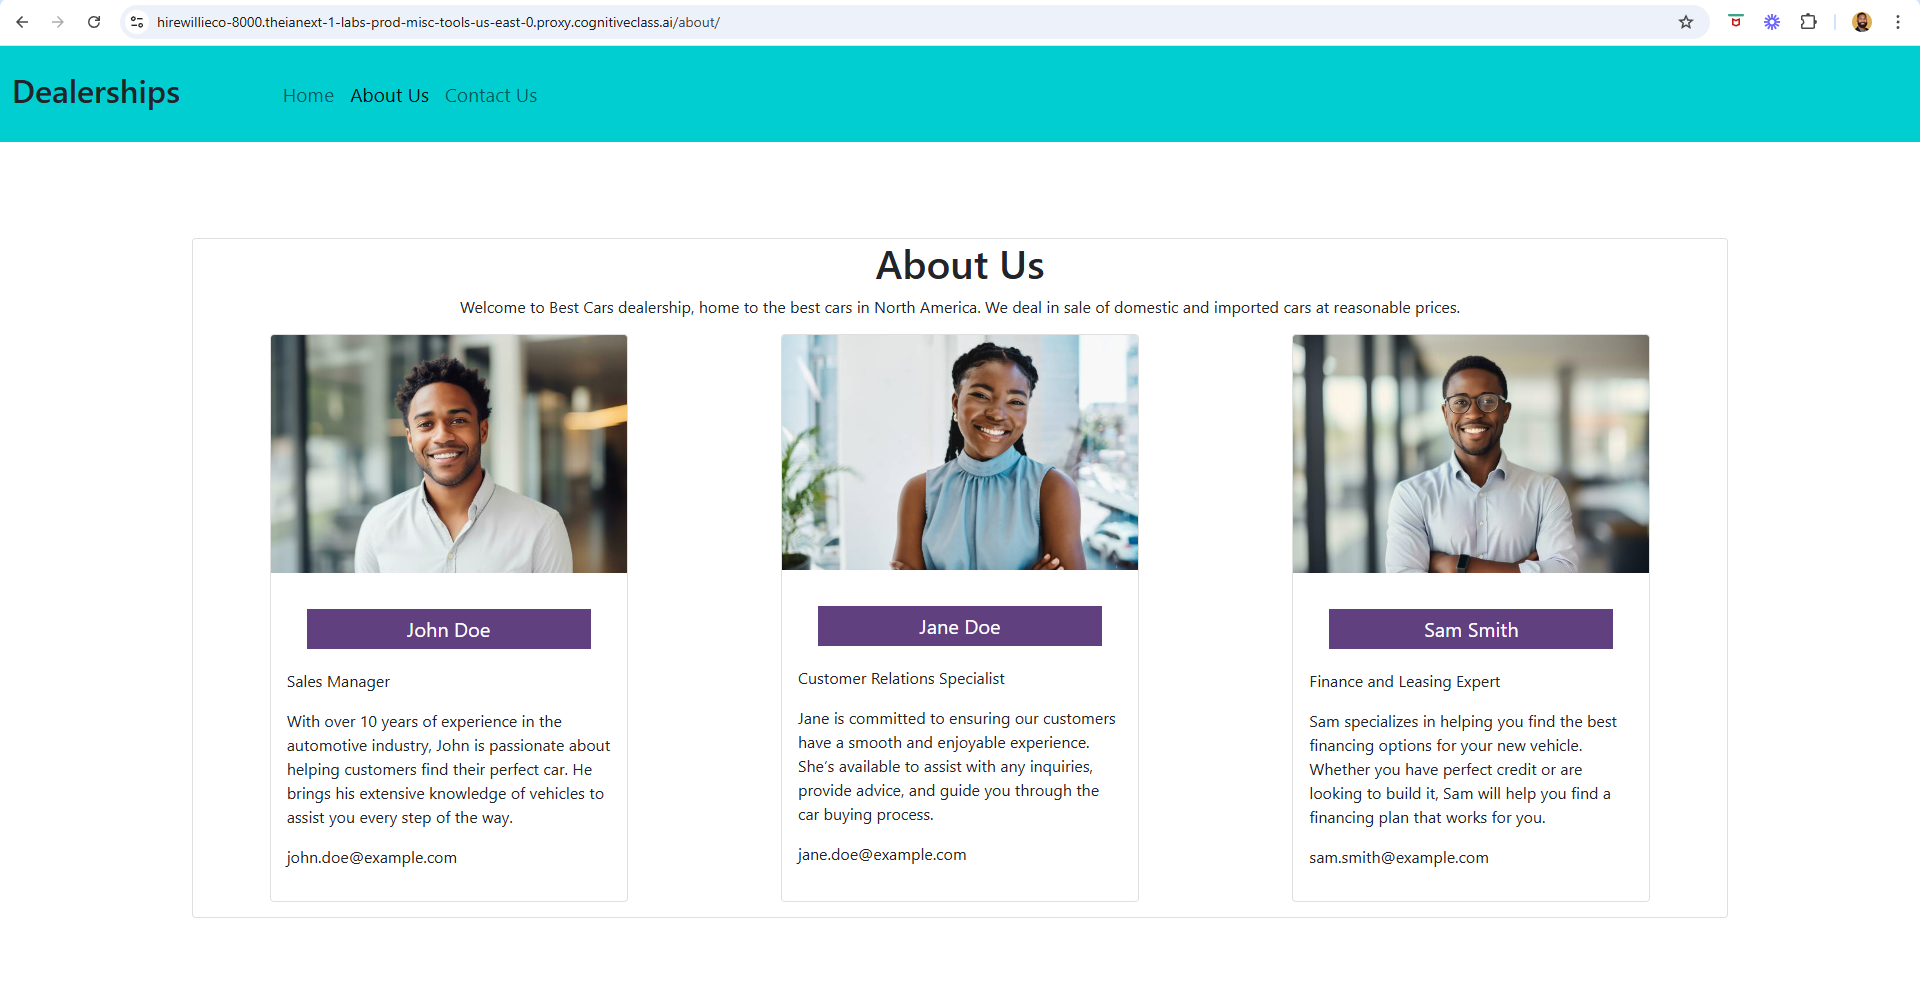 hirewillieco-8000.theianext-1-labs-prod-misc-tools-us-east-0.proxy.cognitiveclass.ai/about/
Dealerships
Home About Us Contact Us
About Us
Welcome to Best Cars dealership, home to the best cars in North America. We deal in sale of domestic and imported cars at reasonable prices.
John Doe
Sales Manager
With over 10 years of experience in the
automotive industry, John is passionate about
helping customers find their perfect car. He
brings his extensive knowledge of vehicles to
assist you every step of the way.
john.doe@example.com
Jane Doe
Customer Relations Specialist
Jane is committed to ensuring our customers
have a smooth and enjoyable experience.
She's available to assist with any inquiries,
provide advice, and guide you through the
car buying process.
jane.doe@example.com
Sam Smith
Finance and Leasing Expert
Sam specializes in helping you find the best
financing options for your new vehicle.
Whether you have perfect credit or are
looking to build it, Sam will help you find a
financing plan that works for you.
sam.smith@example.com